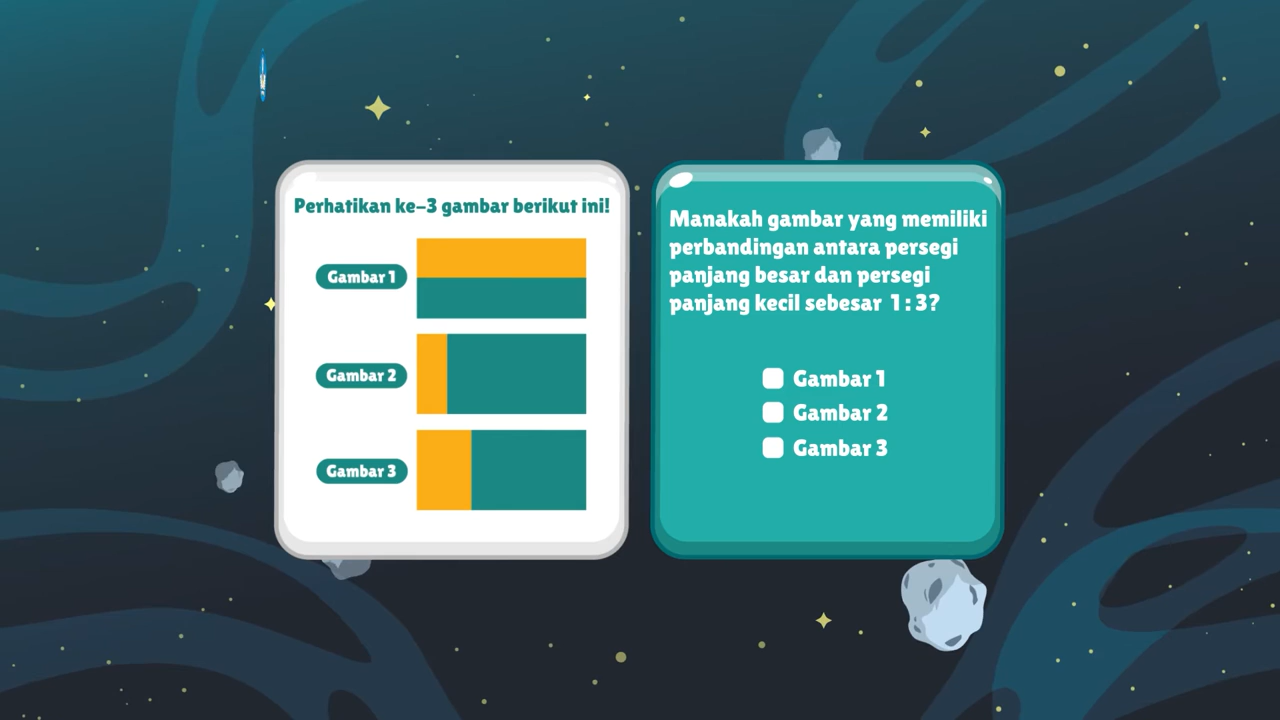 Perhatikan ke-3 gambar berikut ini!
Gambar 1
Gambar 2
Gambar 3
Manakah gambar yang memiliki
perbandingan antara persegi
panjang besar dan persegi
panjang kecil sebesar 1 : 3?
Gambar 1
Gambar 2
Gambar 3